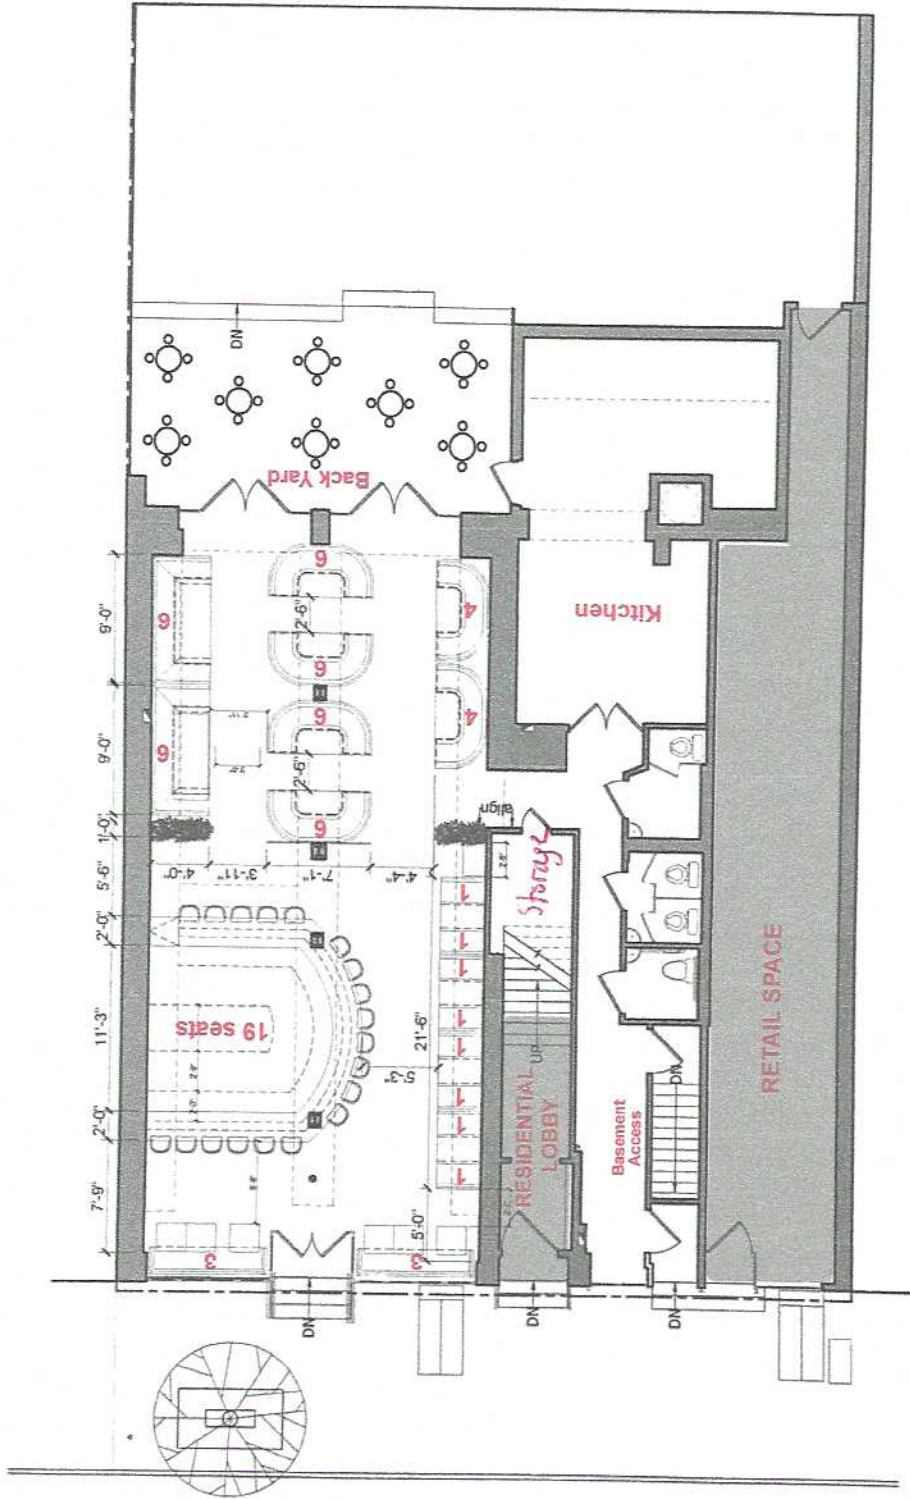 DN
Back Yard
9'-0"
6
6
2'-6"
6
4
Kitchen
9'-0"
6
6
2'-6"
6
4
1'-0"
align
5'-6"
4'-0"
3'-11"
7'-1"
4'-4"
Storage
2'-0"
11'-3"
19 seats
21'-6"
5'-3"
1
1
1
1
1
1
1
1
UP
RESIDENTIAL
LOBBY
RETAIL SPACE
DN
Basement
Access
2'-0"
7'-9"
5'-0"
3
3
DN
DN
DN